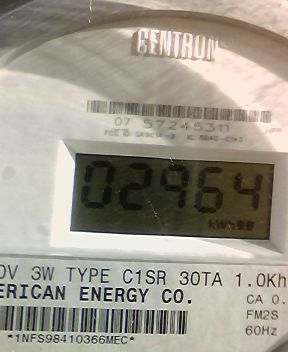 CENTRON
07 57245311
02964
kWh
0V 3W TYPE C1SR 30TA 1.0Kh
ERICAN ENERGY CO.
CA 0.
FM2S
60Hz
*1NFS98410366MEC*